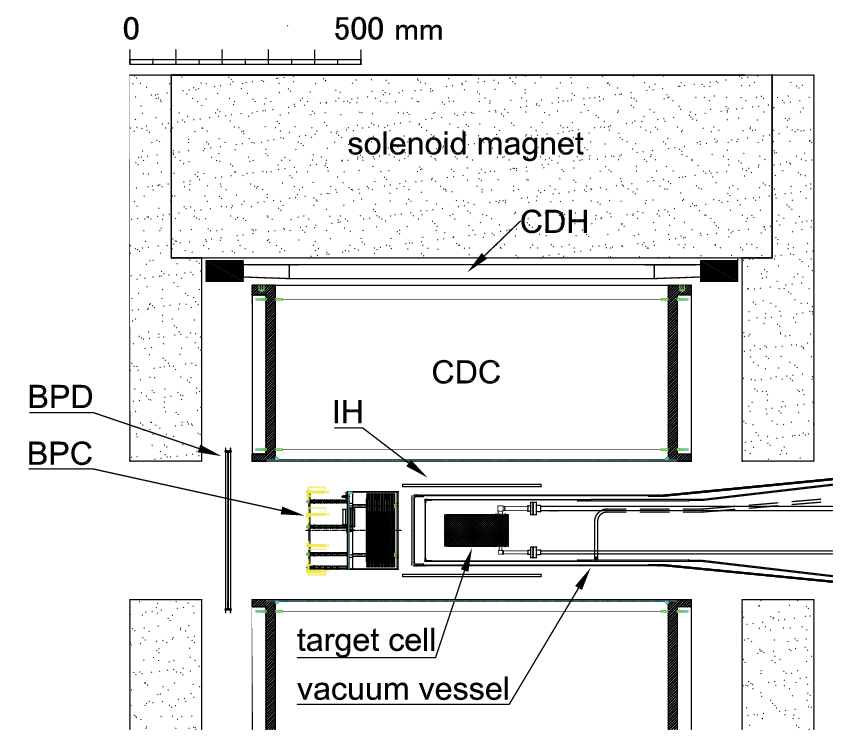 0 500 mm
solenoid magnet
CDH
CDC
BPD
IH
BPC
target cell
vacuum vessel